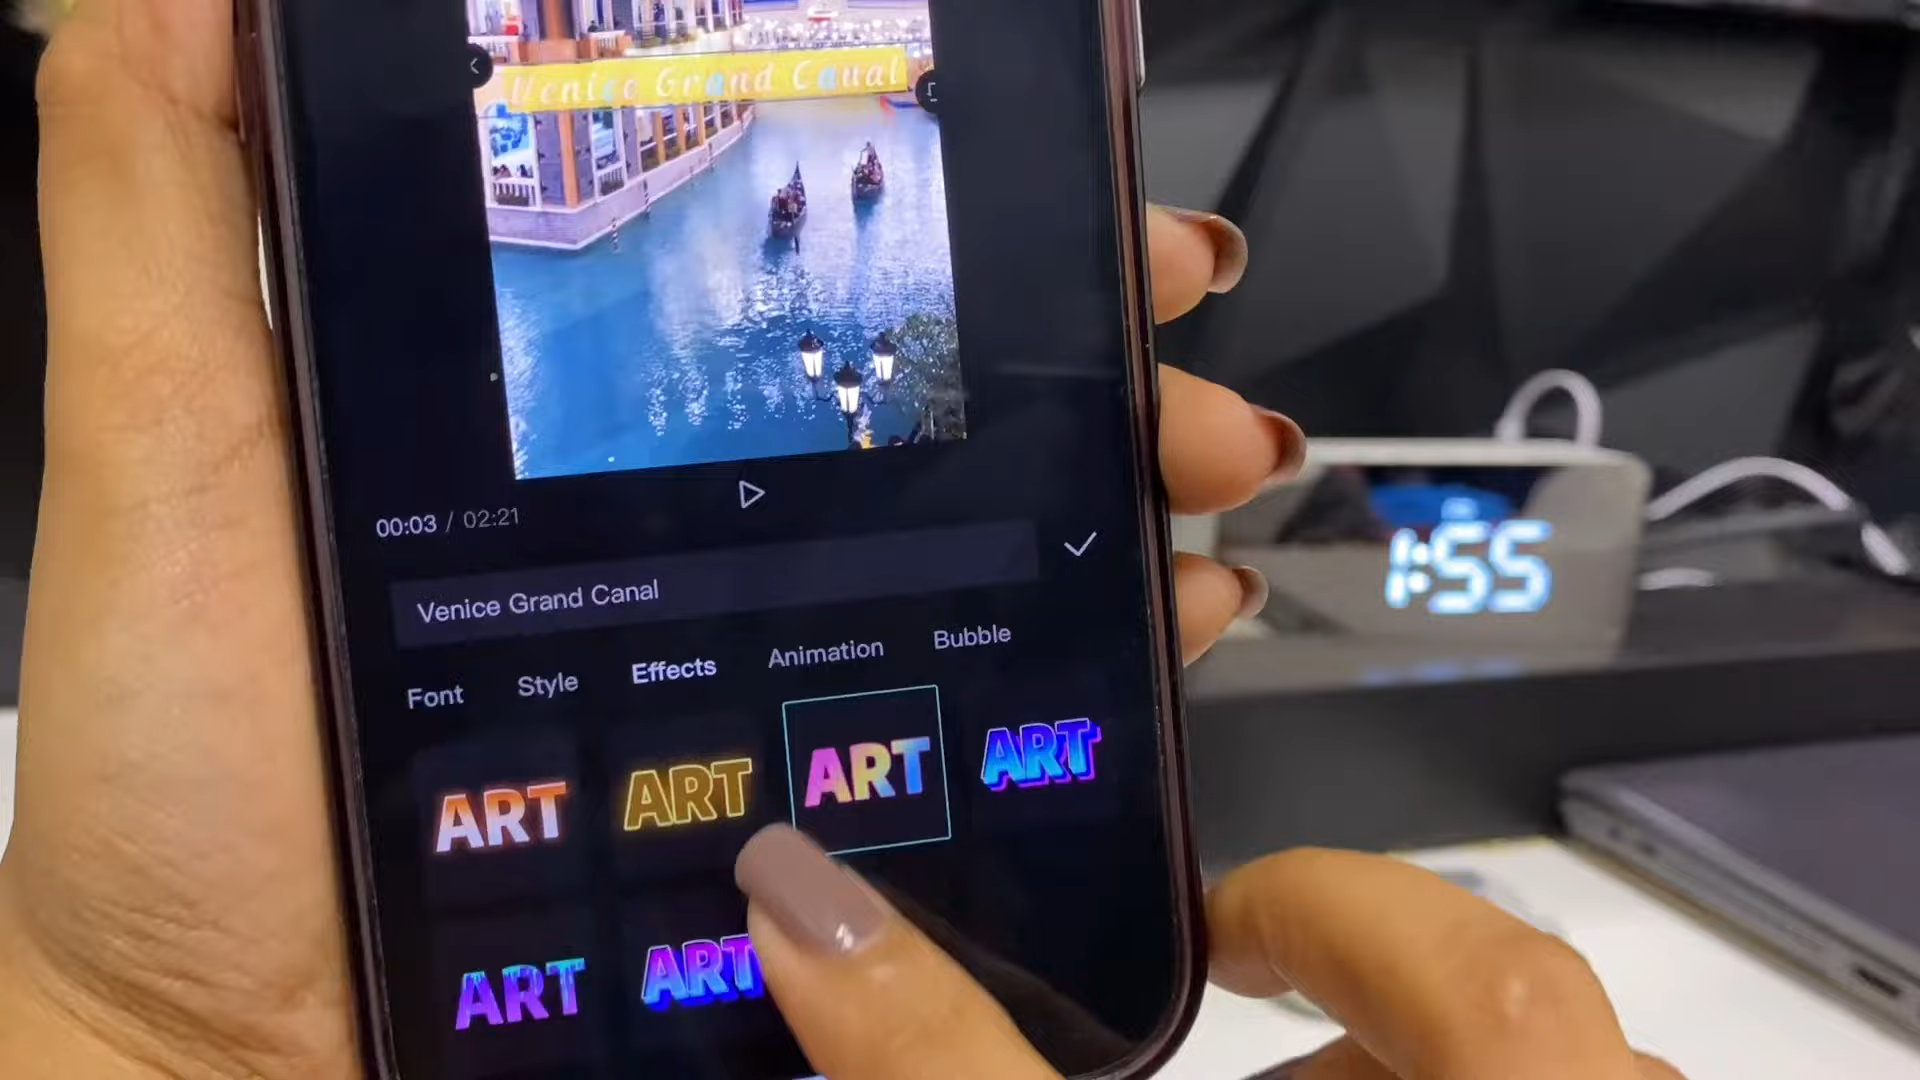 Venice Grand Canal
00:03 / 02:21
Venice Grand Canal
Font Style Effects Animation Bubble
ART ART ART ART
ART ART
1:55